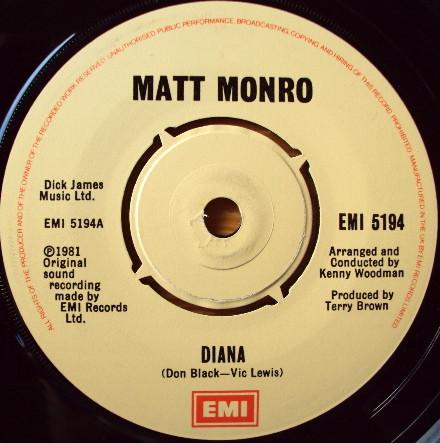 ALL RIGHTS OF THE PRODUCER AND OF THE OWNER OF THE RECORDED WORK RESERVED. UNAUTHORISED PUBLIC PERFORMANCE, BROADCASTING, COPYING AND HIRING OF THIS RECORD PROHIBITED. MANUFACTURED IN THE UK BY EMI RECORDS LIMITED
MATT MONRO
Dick James
Music Ltd.
EMI 5194A
℗1981
Original
sound
recording
made by
EMI Records
Ltd.
EMI 5194
Arranged and
Conducted by
Kenny Woodman
Produced by
Terry Brown
DIANA
(Don Black—Vic Lewis)
EMI